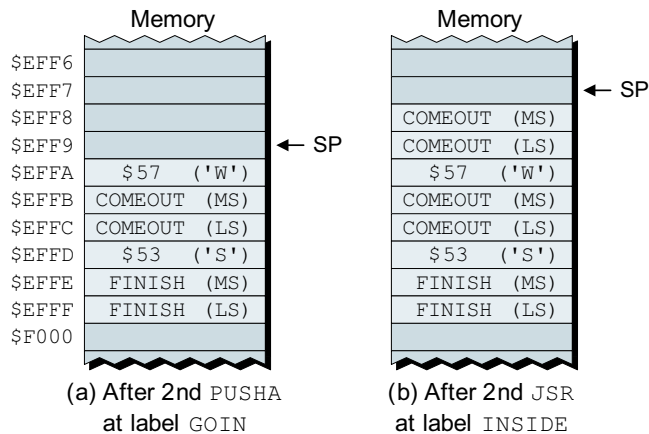 Memory Memory
$EFF6
$EFF7 ← SP
$EFF8 COMEOUT (MS)
$EFF9 ← SP COMEOUT (LS)
$EFFA $57 ('W') $57 ('W')
$EFFB COMEOUT (MS) COMEOUT (MS)
$EFFC COMEOUT (LS) COMEOUT (LS)
$EFFD $53 ('S') $53 ('S')
$EFFE FINISH (MS) FINISH (MS)
$EFFF FINISH (LS) FINISH (LS)
$F000
(a) After 2nd PUSHA (b) After 2nd JSR
at label GOIN at label INSIDE